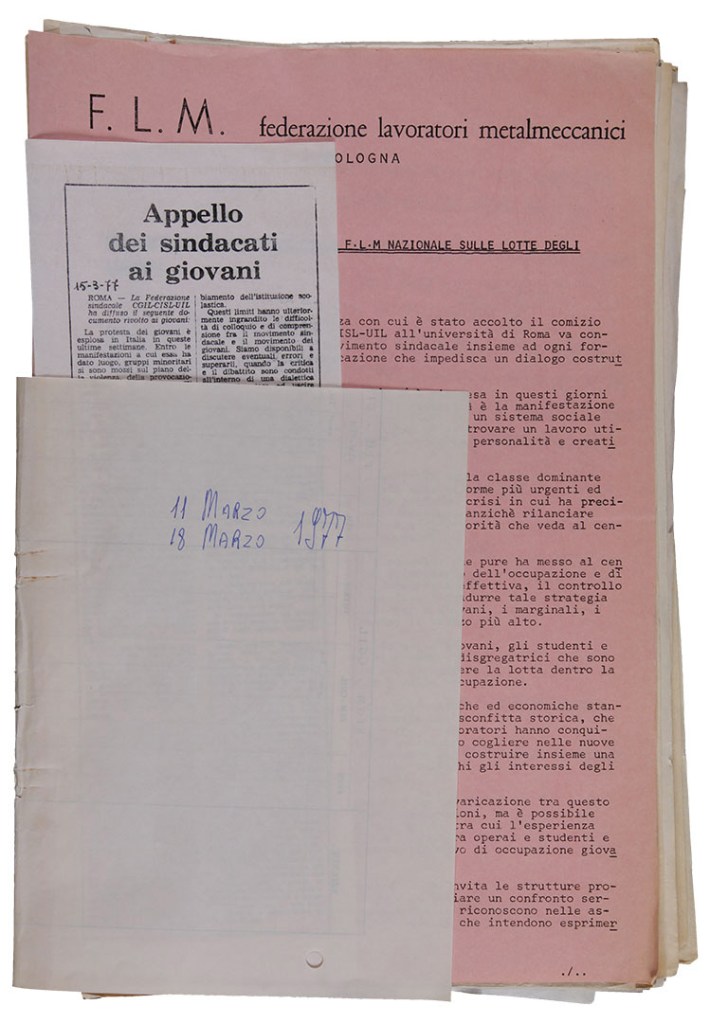 F. L. M. federazione lavoratori metalmeccanici
OLOGNA
F.L.M NAZIONALE SULLE LOTTE DEGLI
Appello
dei sindacati
ai giovani
15-3-77
ROMA — La Federazione
sindacale CGIL-CISL-UIL
ha diffuso il seguente do-
cumento rivolto ai giovani:
La protesta dei giovani è
esplosa in Italia in queste
ultime settimane. Entro le
manifestazioni a cui essa ha
dato luogo, gruppi minoritari
si sono mossi sul piano del-
la violenza, della provocazio-
biamento dell'istituzione sco-
lastica.
Questi limiti hanno ulterior-
mente ingrandito le difficol-
tà di colloquio e di compren-
sione fra il movimento sin-
dacale e il movimento dei
giovani. Siamo disponibili a
discutere eventuali errori e
superarli, quando la critica
e il dibattito sono condotti
all'interno di una dialettica
za con cui è stato accolto il comizio
CISL-UIL all'università di Roma va con-
vimento sindacale insieme ad ogni for-
cazione che impedisca un dialogo costrut
esa in questi giorni
è la manifestazione
un sistema sociale
trovare un lavoro uti-
personalità e creati
la classe dominante
orme più urgenti ed
crisi in cui ha preci-
anzichè rilanciare
orità che veda al cen-
e pure ha messo al cen
dell'occupazione e di
ffettiva, il controllo
durre tale strategia
vani, i marginali, i
zo più alto.
ovani, gli studenti e
disgregatrici che sono
ere la lotta dentro la
cupazione.
che ed economiche stan-
sconfitta storica, che
oratori hanno conqui-
o cogliere nelle nuove
costruire insieme una
hi gli interessi degli
varicazione tra questo
ioni, ma è possibile
tra cui l'esperienza
ra operai e studenti e
vo di occupazione giova
nvita le strutture pro-
iare un confronto ser-
riconoscono nelle as-
che intendono esprimer
./..
11 MARZO
18 MARZO 1977